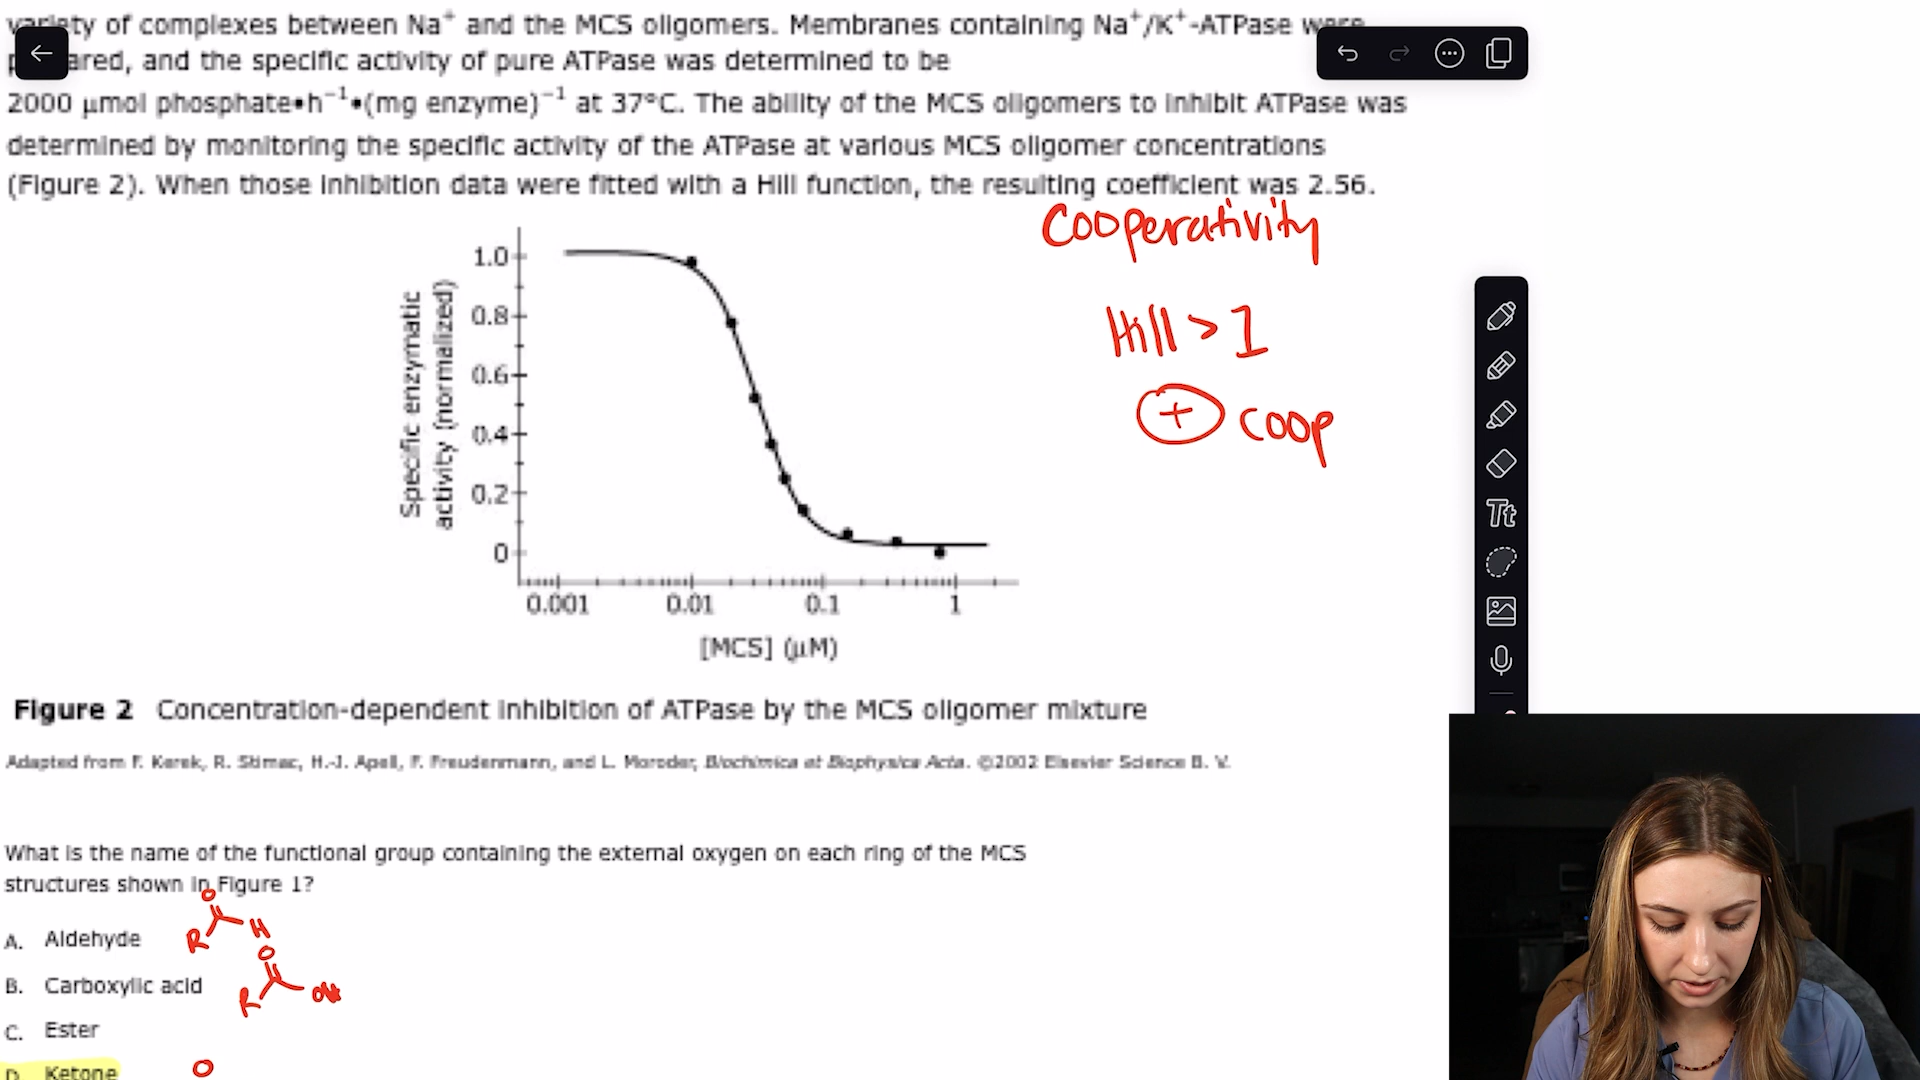 variety of complexes between Na⁺ and the MCS oligomers. Membranes containing Na⁺/K⁺-ATPase were
ared, and the specific activity of pure ATPase was determined to be
2000 μmol phosphate•h⁻¹•(mg enzyme)⁻¹ at 37°C. The ability of the MCS oligomers to inhibit ATPase was
determined by monitoring the specific activity of the ATPase at various MCS oligomer concentrations
(Figure 2). When those inhibition data were fitted with a Hill function, the resulting coefficient was 2.56.
Cooperativity
Hill > 1
+ coop
Specific enzymatic
activity (normalized)
1.0
0.8
0.6
0.4
0.2
0
0.001 0.01 0.1 1
[MCS] (μM)
Tt
Figure 2 Concentration-dependent inhibition of ATPase by the MCS oligomer mixture
Adapted from F. Kerek, R. Stimac, H.-J. Apell, F. Freudenmann, and L. Moroder, Biochimica et Biophysica Acta. ©2002 Elsevier Science B. V.
What is the name of the functional group containing the external oxygen on each ring of the MCS
structures shown in Figure 1?
O
A. Aldehyde R H
O
B. Carboxylic acid R OH
C. Ester
D. Ketone O